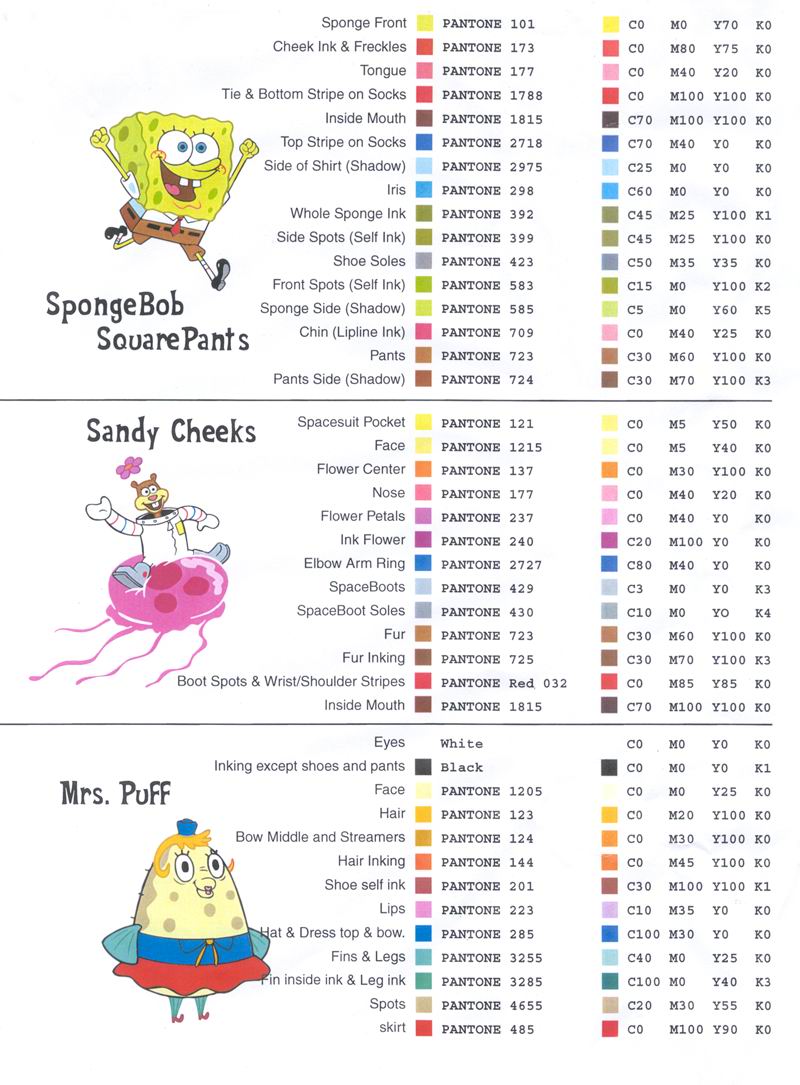 Sponge Front PANTONE 101 C0 M0 Y70 K0
Cheek Ink & Freckles PANTONE 173 C0 M80 Y75 K0
Tongue PANTONE 177 C0 M40 Y20 K0
Tie & Bottom Stripe on Socks PANTONE 1788 C0 M100 Y100 K0
Inside Mouth PANTONE 1815 C70 M100 Y100 K0
Top Stripe on Socks PANTONE 2718 C70 M40 Y0 K0
Side of Shirt (Shadow) PANTONE 2975 C25 M0 Y0 K0
Iris PANTONE 298 C60 M0 Y0 K0
Whole Sponge Ink PANTONE 392 C45 M25 Y100 K1
Side Spots (Self Ink) PANTONE 399 C45 M25 Y100 K0
Shoe Soles PANTONE 423 C50 M35 Y35 K0
Front Spots (Self Ink) PANTONE 583 C15 M0 Y100 K2
SpongeBob
Sponge Side (Shadow) PANTONE 585 C5 M0 Y60 K5
SquarePants
Chin (Lipline Ink) PANTONE 709 C0 M40 Y25 K0
Pants PANTONE 723 C30 M60 Y100 K0
Pants Side (Shadow) PANTONE 724 C30 M70 Y100 K3
Sandy Cheeks
Spacesuit Pocket PANTONE 121 C0 M5 Y50 K0
Face PANTONE 1215 C0 M5 Y40 K0
Flower Center PANTONE 137 C0 M30 Y100 K0
Nose PANTONE 177 C0 M40 Y20 K0
Flower Petals PANTONE 237 C0 M40 Y0 K0
Ink Flower PANTONE 240 C20 M100 Y0 K0
Elbow Arm Ring PANTONE 2727 C80 M40 Y0 K0
SpaceBoots PANTONE 429 C3 M0 Y0 K3
SpaceBoot Soles PANTONE 430 C10 M0 YO K4
Fur PANTONE 723 C30 M60 Y100 K0
Fur Inking PANTONE 725 C30 M70 Y100 K3
Boot Spots & Wrist/Shoulder Stripes PANTONE Red 032 C0 M85 Y85 K0
Inside Mouth PANTONE 1815 C70 M100 Y100 K0
Eyes White C0 M0 Y0 K0
Inking except shoes and pants Black C0 M0 Y0 K1
Mrs. Puff
Face PANTONE 1205 C0 M0 Y25 K0
Hair PANTONE 123 C0 M20 Y100 K0
Bow Middle and Streamers PANTONE 124 C0 M30 Y100 K0
Hair Inking PANTONE 144 C0 M45 Y100 K0
Shoe self ink PANTONE 201 C30 M100 Y100 K1
Lips PANTONE 223 C10 M35 Y0 K0
Hat & Dress top & bow. PANTONE 285 C100 M30 Y0 K0
Fins & Legs PANTONE 3255 C40 M0 Y25 K0
Fin inside ink & Leg ink PANTONE 3285 C100 M0 Y40 K3
Spots PANTONE 4655 C20 M30 Y55 K0
skirt PANTONE 485 C0 M100 Y90 K0